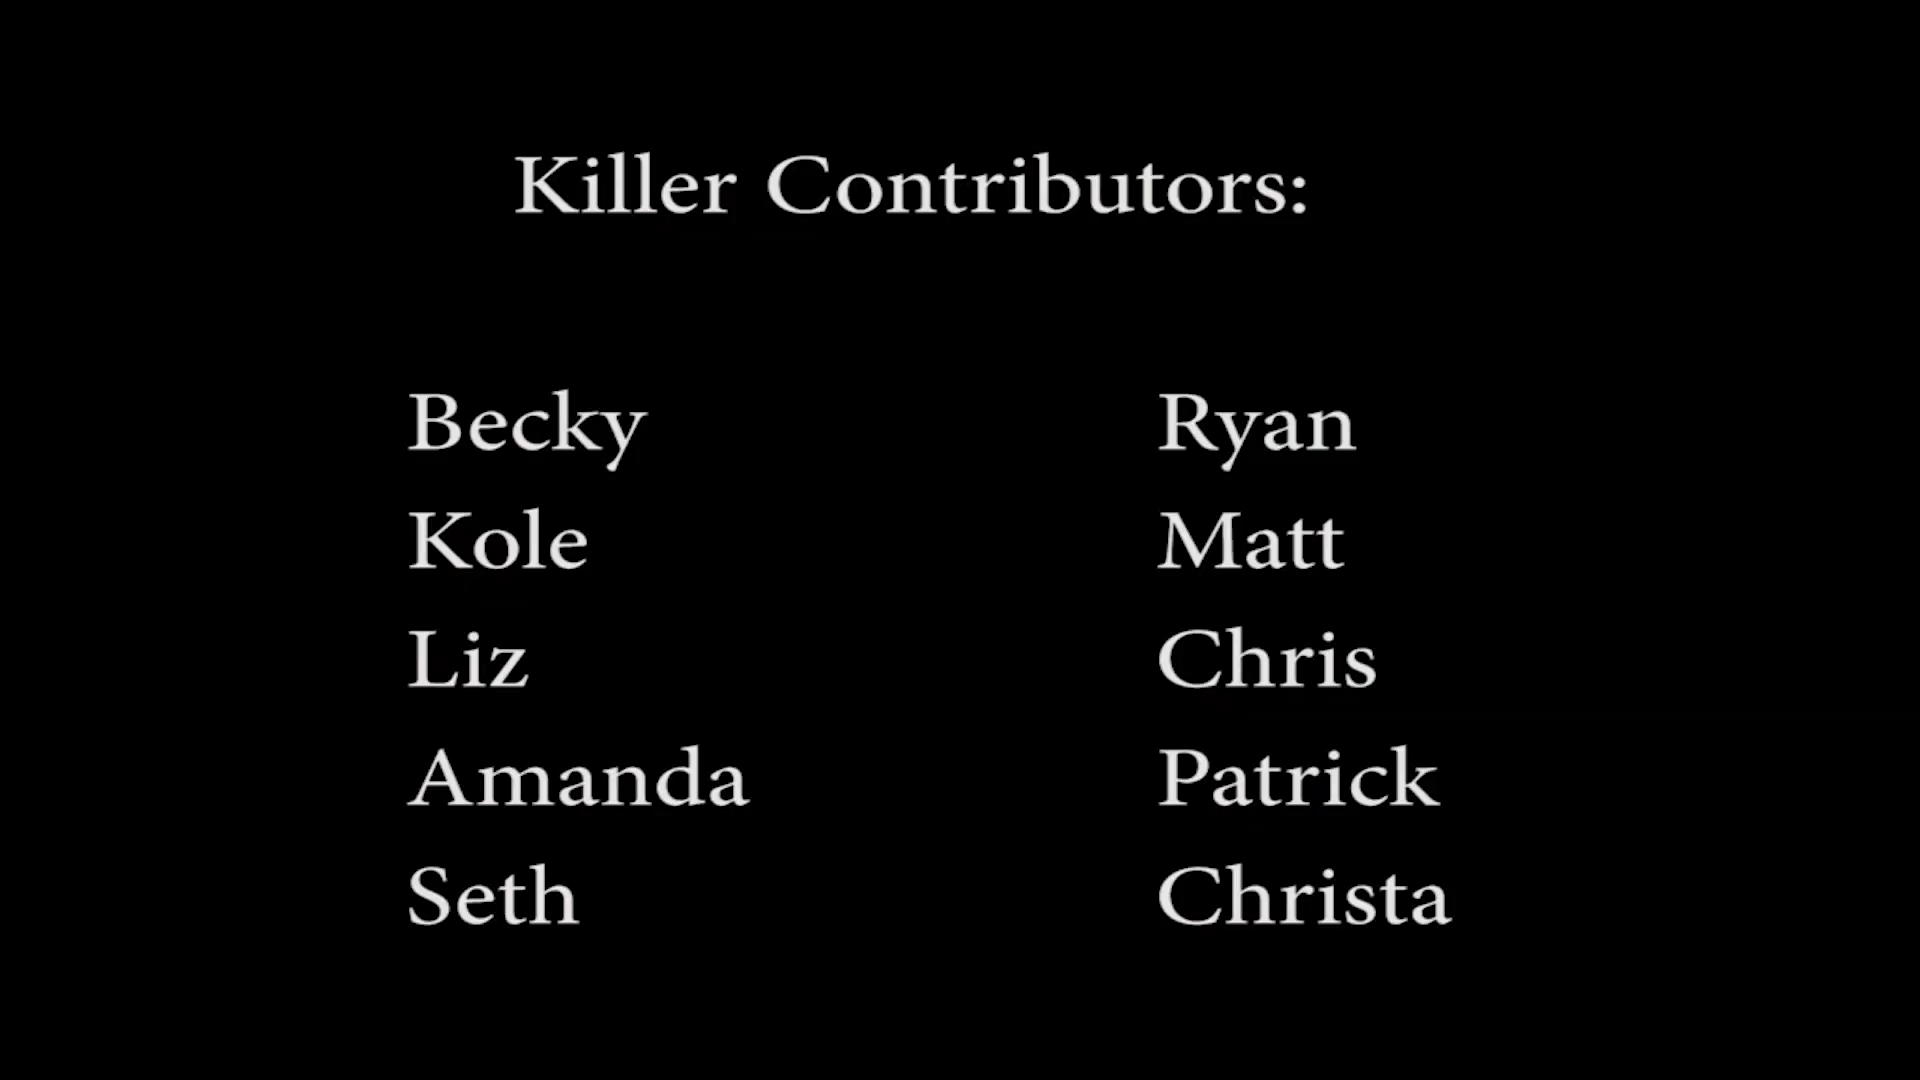 Killer Contributors:
Becky
Kole
Liz
Amanda
Seth
Ryan
Matt
Chris
Patrick
Christa